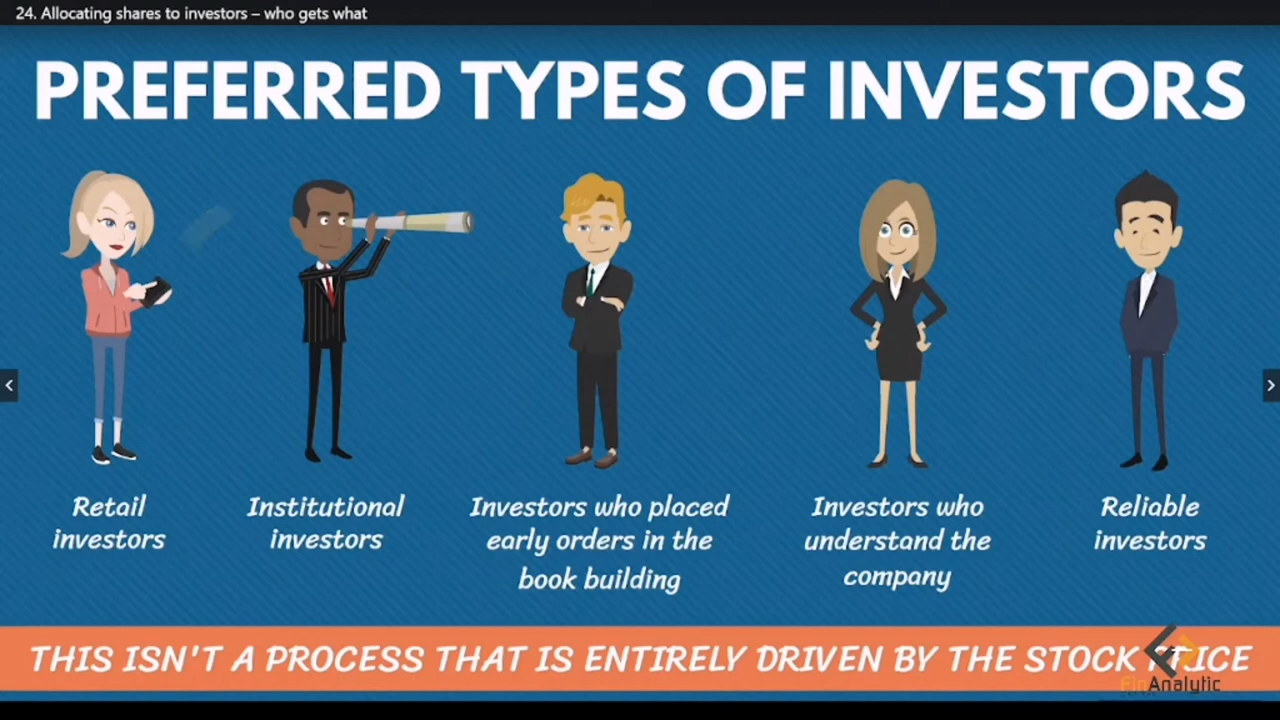 24. Allocating shares to investors – who gets what
PREFERRED TYPES OF INVESTORS
Retail
investors
Institutional
investors
Investors who placed
early orders in the
book building
Investors who
understand the
company
Reliable
investors
THIS ISN'T A PROCESS THAT IS ENTIRELY DRIVEN BY THE STOCK PRICE
FinAnalytic